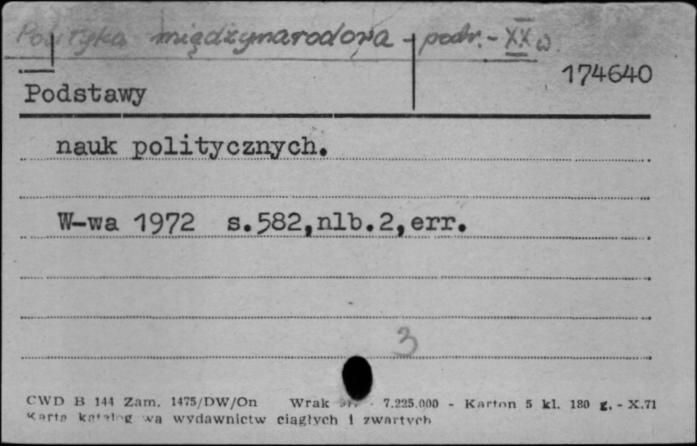 Polityka międzynarodowa - podr. - XX w.
174640
Podstawy
nauk politycznych.
W-wa 1972 s.582,nlb.2,err.
3
CWD B 144 Zam. 1475/DW/On Wrak 7.225.000 - Karton 5 kl. 180 g. - X.71
Karta katalog wa wydawnictw ciągłych i zwartych